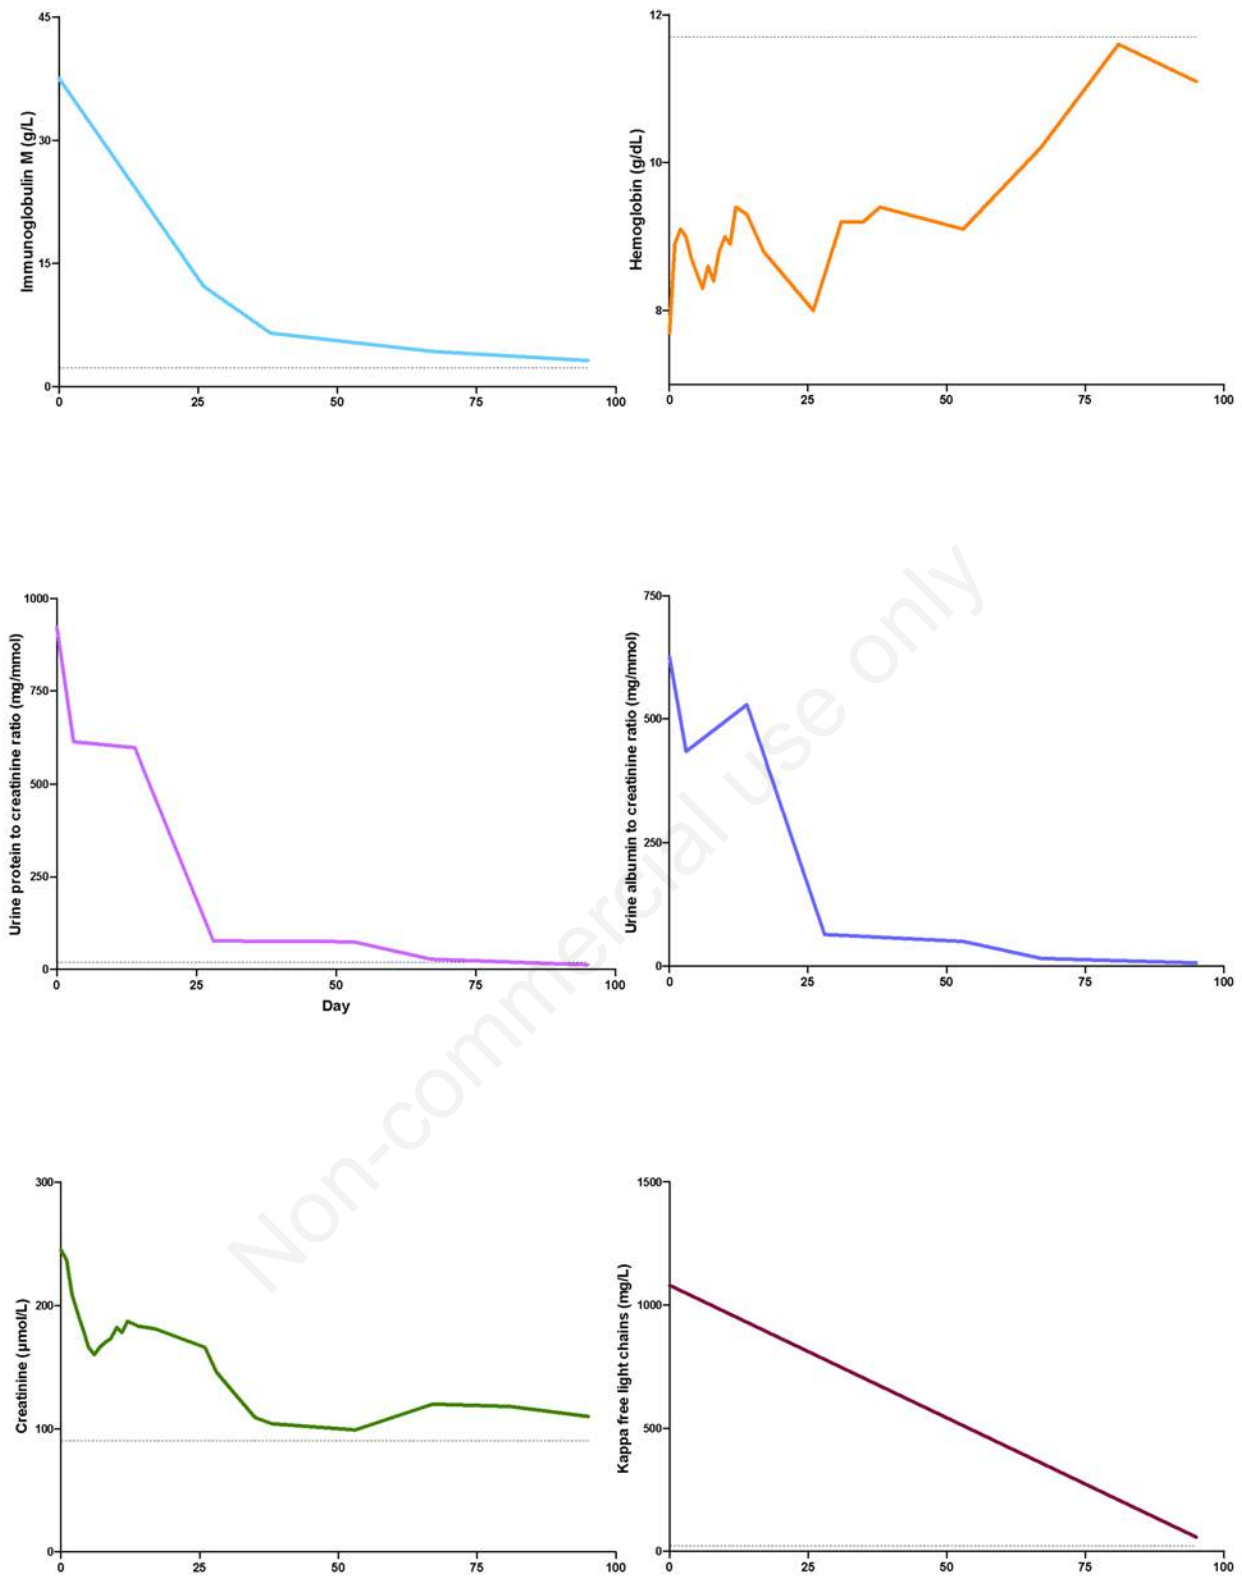 Immunoglobulin M (g/L)
45
30
15
0
0 25 50 75 100
Hemoglobin (g/dL)
12
10
8
0 25 50 75 100
Urine protein to creatinine ratio (mg/mmol)
1000
750
500
250
0
0 25 50 75 100
Day
Urine albumin to creatinine ratio (mg/mmol)
750
500
250
0
0 25 50 75 100
Creatinine (µmol/L)
300
200
100
0
0 25 50 75 100
Kappa free light chains (mg/L)
1500
1000
500
0
0 25 50 75 100
Non-commercial use only